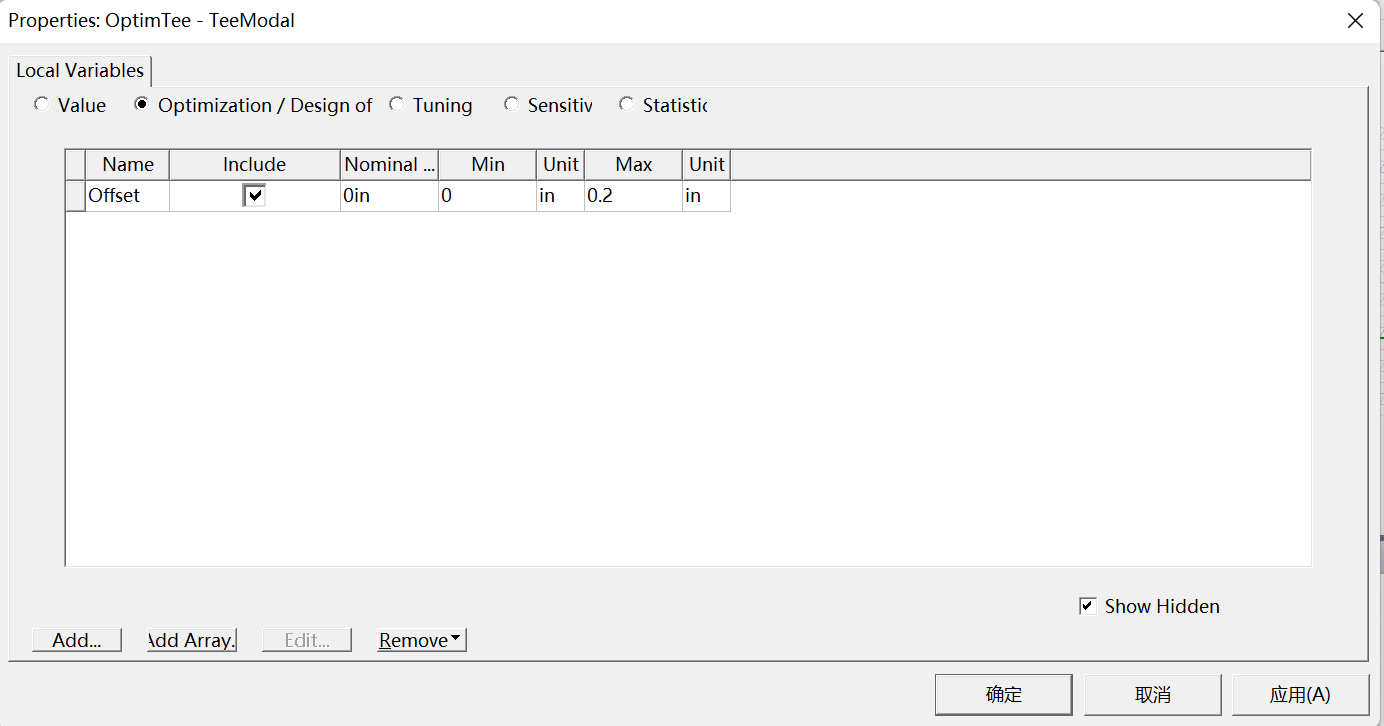 Properties: OptimTee - TeeModal
Local Variables
Value Optimization / Design of Tuning Sensitiv Statistic
Name Include Nominal ... Min Unit Max Unit
Offset 0in 0 in 0.2 in
Show Hidden
Add... Add Array. Edit... Remove
确定 取消 应用(A)